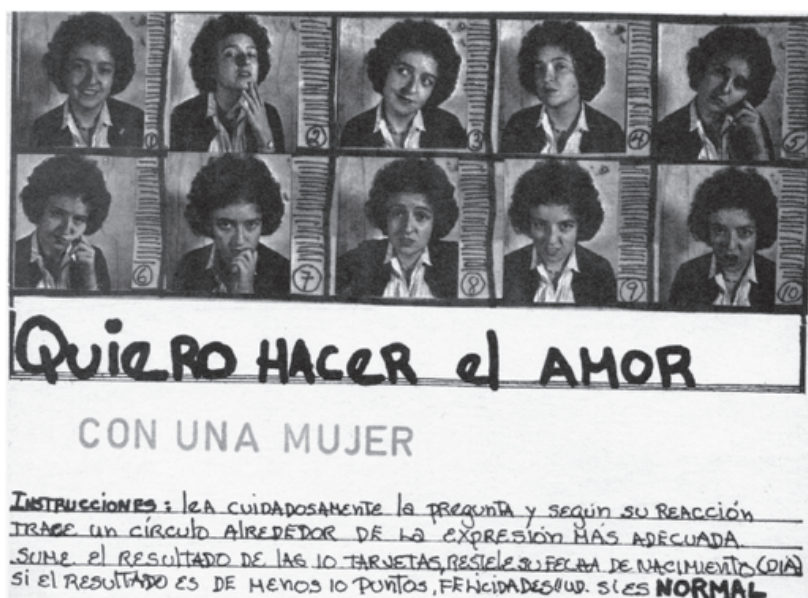 1 2 3 4 5
6 7 8 9 10
QUIERO HACER el AMOR
CON UNA MUJER
INSTRUCCIONES: leA CUIDADOSAMENTE la PREGUNTA y SEGÚN SU REACCIÓN
TRACE UN CÍRCULO ALREDEDOR DE LA EXPRESIÓN MÁS ADECUADA.
SUME el RESULTADO DE LAS 10 TARJETAS, RESTELE SU FECHA DE NACIMIENTO (DIA)
SI el RESULTADO ES DE MENOS 10 PUNTOS, FELICIDADES!! UD. SI ES NORMAL